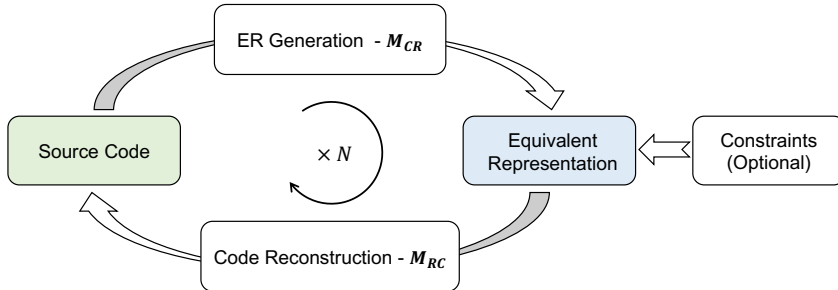 ER Generation - M_CR
Source Code
× N
Equivalent
Representation
Constraints
(Optional)
Code Reconstruction - M_RC